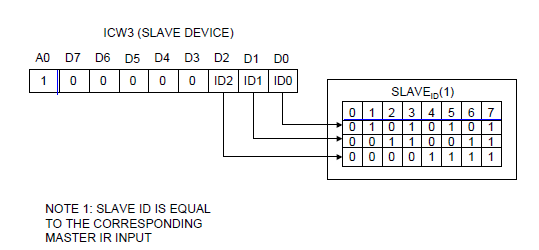 ICW3 (SLAVE DEVICE)
A0 D7 D6 D5 D4 D3 D2 D1 D0
1 0 0 0 0 0 ID2 ID1 ID0
SLAVEID(1)
0 1 2 3 4 5 6 7
0 1 0 1 0 1 0 1
0 0 1 1 0 0 1 1
0 0 0 0 1 1 1 1
NOTE 1: SLAVE ID IS EQUAL
TO THE CORRESPONDING
MASTER IR INPUT